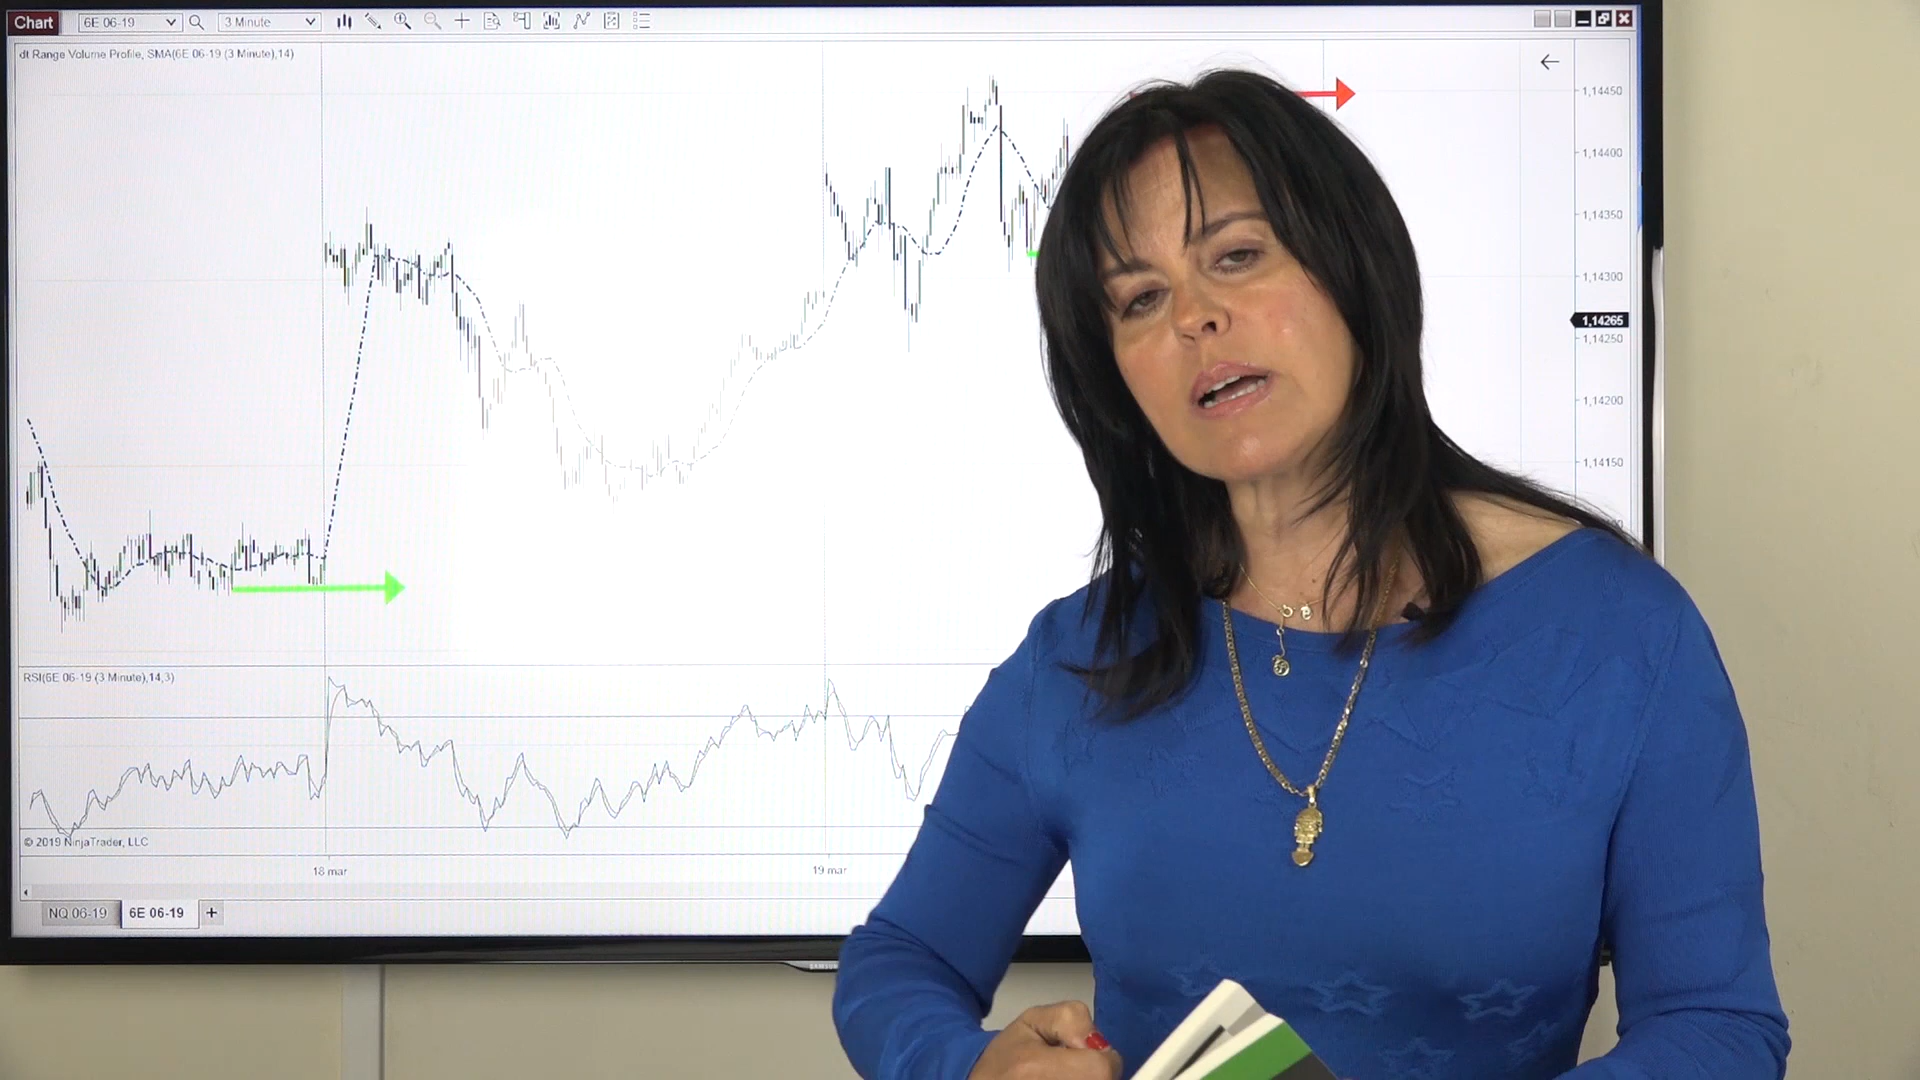 Chart
6E 06-19
3 Minute
dt Range Volume Profile, SMA(6E 06-19 (3 Minute),14)
1,14450
1,14400
1,14350
1,14300
1,14265
1,14250
1,14200
1,14150
RSI(6E 06-19 (3 Minute),14,3)
© 2019 NinjaTrader, LLC
18 mar
19 mar
NQ 06-19
6E 06-19
+
SAMSUNG